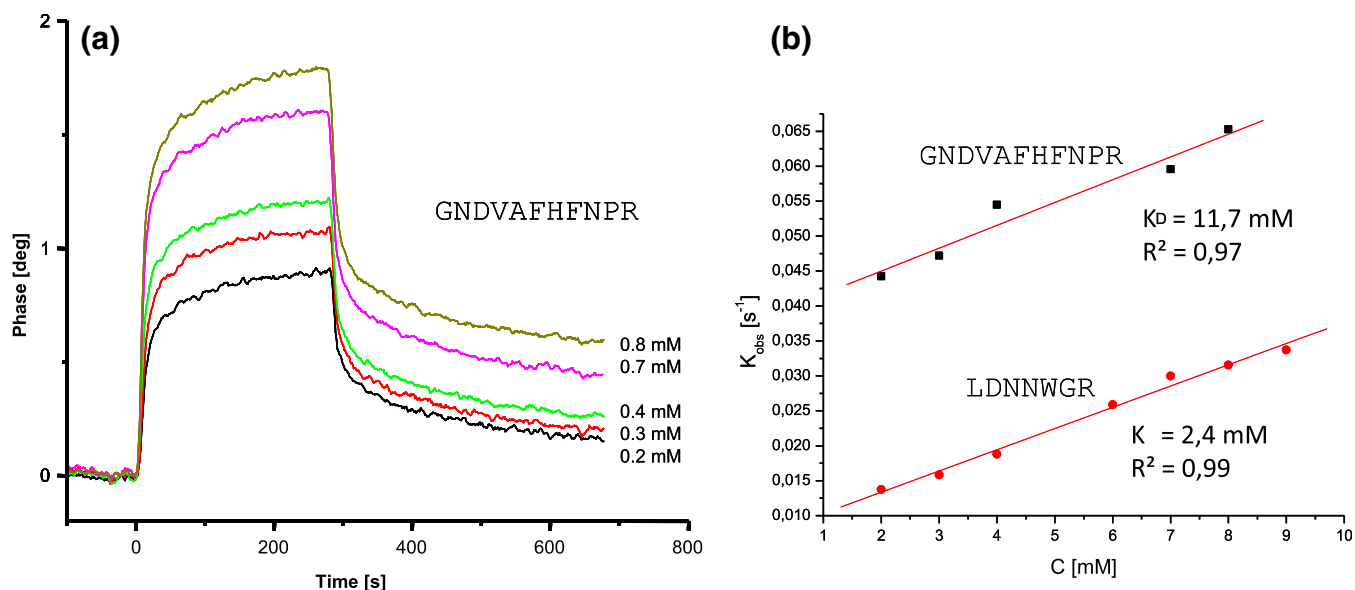 (a)
2
1
0
Phase [deg]
GNDVAFHFNPR
0.8 mM
0.7 mM
0.4 mM
0.3 mM
0.2 mM
0 200 400 600 800
Time [s]
(b)
0,065
0,060
0,055
0,050
0,045
0,040
0,035
0,030
0,025
0,020
0,015
0,010
Kobs [s-1]
GNDVAFHFNPR
KD = 11,7 mM
R² = 0,97
LDNNWGR
K = 2,4 mM
R² = 0,99
1 2 3 4 5 6 7 8 9 10
C [mM]